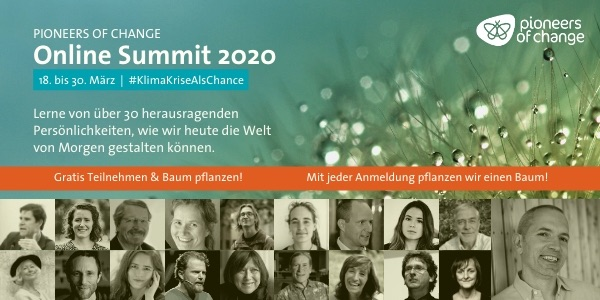 PIONEERS OF CHANGE
Online Summit 2020
18. bis 30. März | #KlimaKriseAlsChance
Lerne von über 30 herausragenden
Persönlichkeiten, wie wir heute die Welt
von Morgen gestalten können.
pioneers
of change
Gratis Teilnehmen & Baum pflanzen!
Mit jeder Anmeldung pflanzen wir einen Baum!